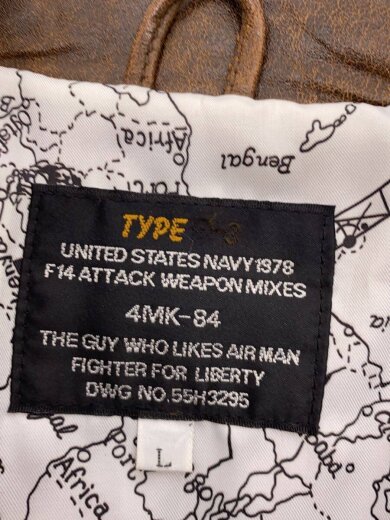 Africa
Bengal
TYPE
UNITED STATES NAVY 1978
F14 ATTACK WEAPON MIXES
4MK-84
THE GUY WHO LIKES AIR MAN
FIGHTER FOR LIBERTY
DWG NO.55H3295
L
Africa